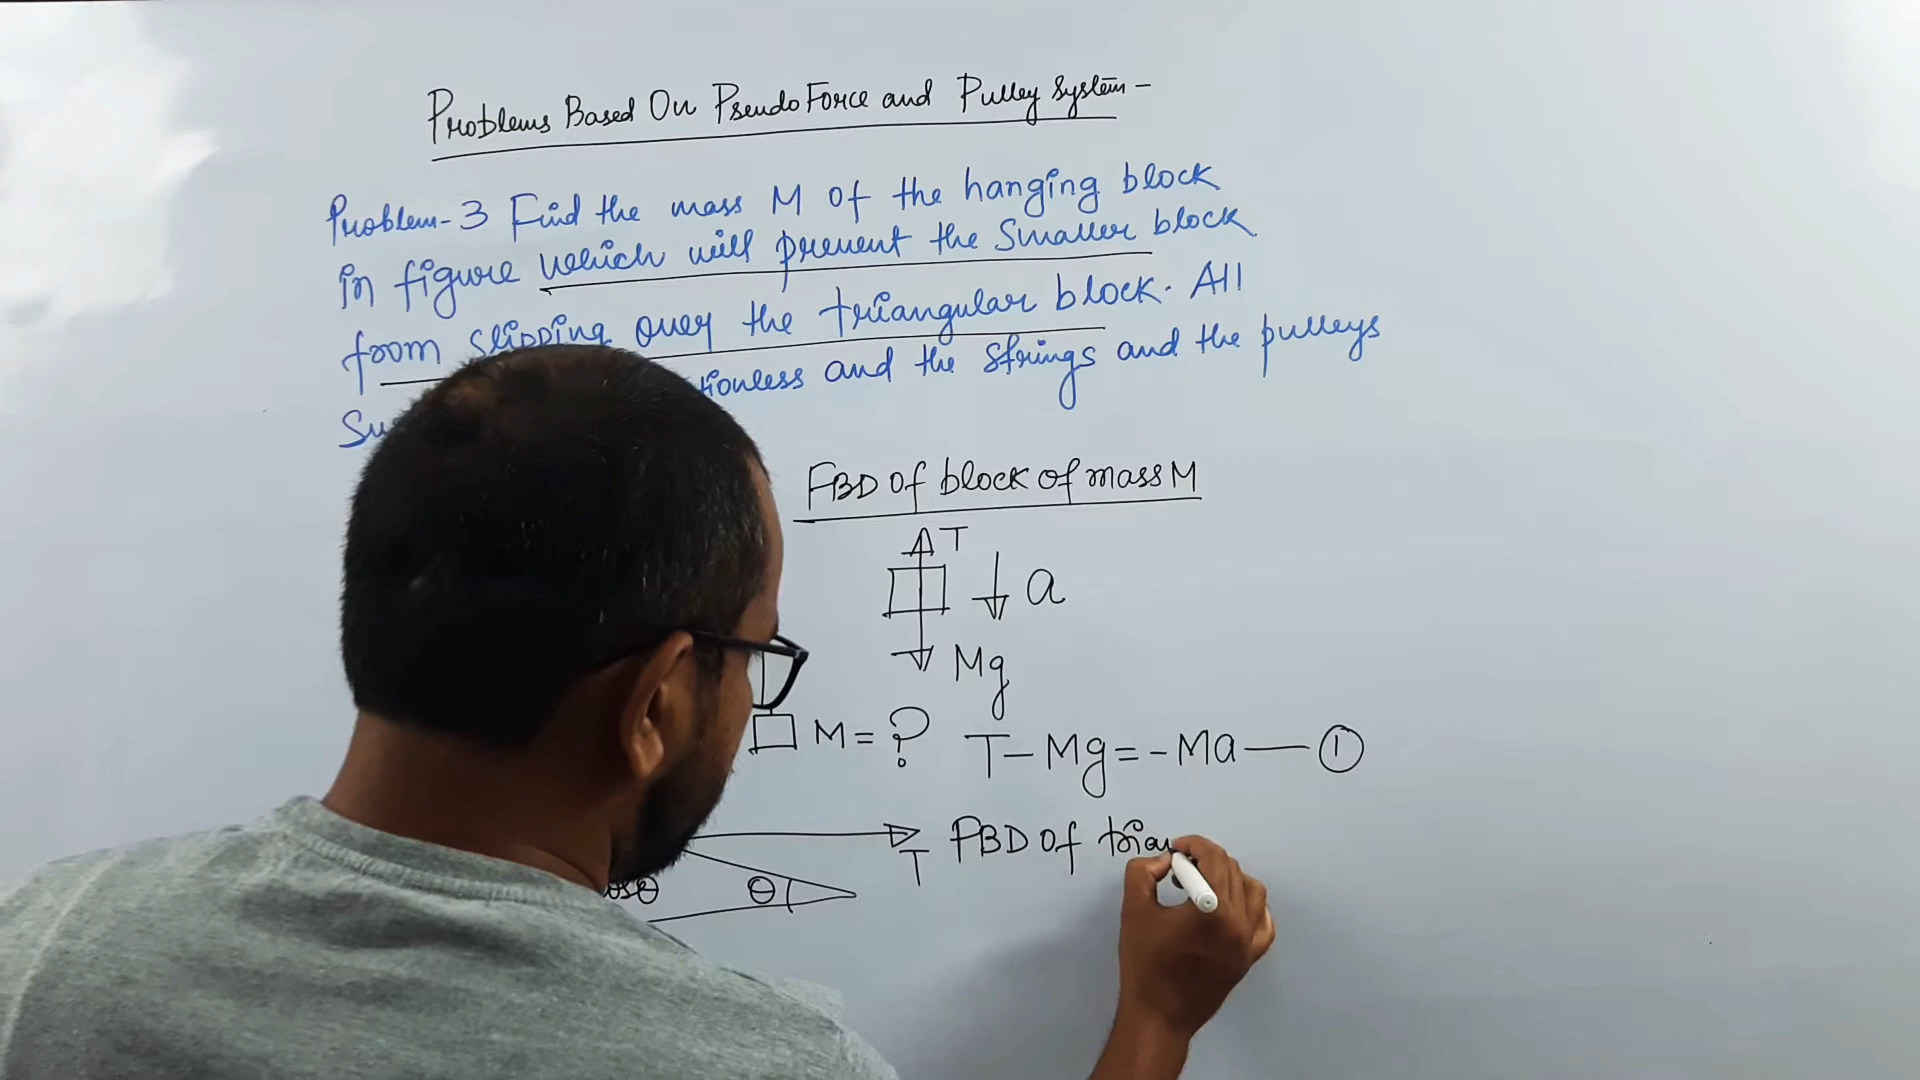 Problems Based On Pseudo Force and Pulley System-
Problem-3 Find the mass M of the hanging block
in figure which will prevent the smaller block
from slipping over the triangular block. All
and the strings and the pulleys
FBD Of block of mass M
T
a
Mg
M = ?
T - Mg = - Ma — ①
T
FBD Of
θ